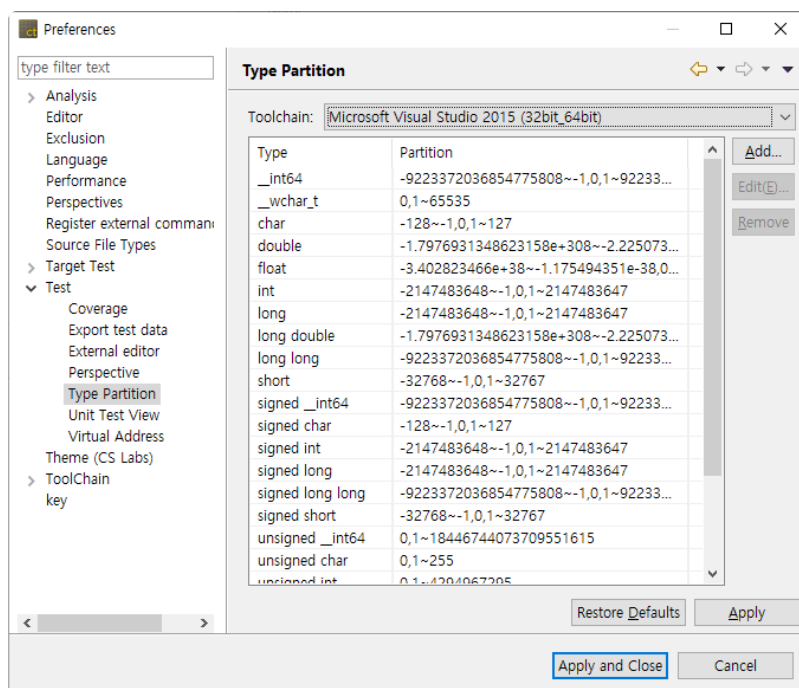 ct Preferences
type filter text
Analysis
Editor
Exclusion
Language
Performance
Perspectives
Register external comman
Source File Types
Target Test
Test
Coverage
Export test data
External editor
Perspective
Type Partition
Unit Test View
Virtual Address
Theme (CS Labs)
ToolChain
key
Type Partition
Toolchain: Microsoft Visual Studio 2015 (32bit_64bit)
Type Partition
__int64 -9223372036854775808~-1,0,1~92233...
__wchar_t 0,1~65535
char -128~-1,0,1~127
double -1.7976931348623158e+308~-2.225073...
float -3.402823466e+38~-1.175494351e-38,0...
int -2147483648~-1,0,1~2147483647
long -2147483648~-1,0,1~2147483647
long double -1.7976931348623158e+308~-2.225073...
long long -9223372036854775808~-1,0,1~92233...
short -32768~-1,0,1~32767
signed __int64 -9223372036854775808~-1,0,1~92233...
signed char -128~-1,0,1~127
signed int -2147483648~-1,0,1~2147483647
signed long -2147483648~-1,0,1~2147483647
signed long long -9223372036854775808~-1,0,1~92233...
signed short -32768~-1,0,1~32767
unsigned __int64 0,1~18446744073709551615
unsigned char 0,1~255
unsigned int 0,1~4294967295
Add...
Edit(E)...
Remove
Restore Defaults Apply
Apply and Close Cancel